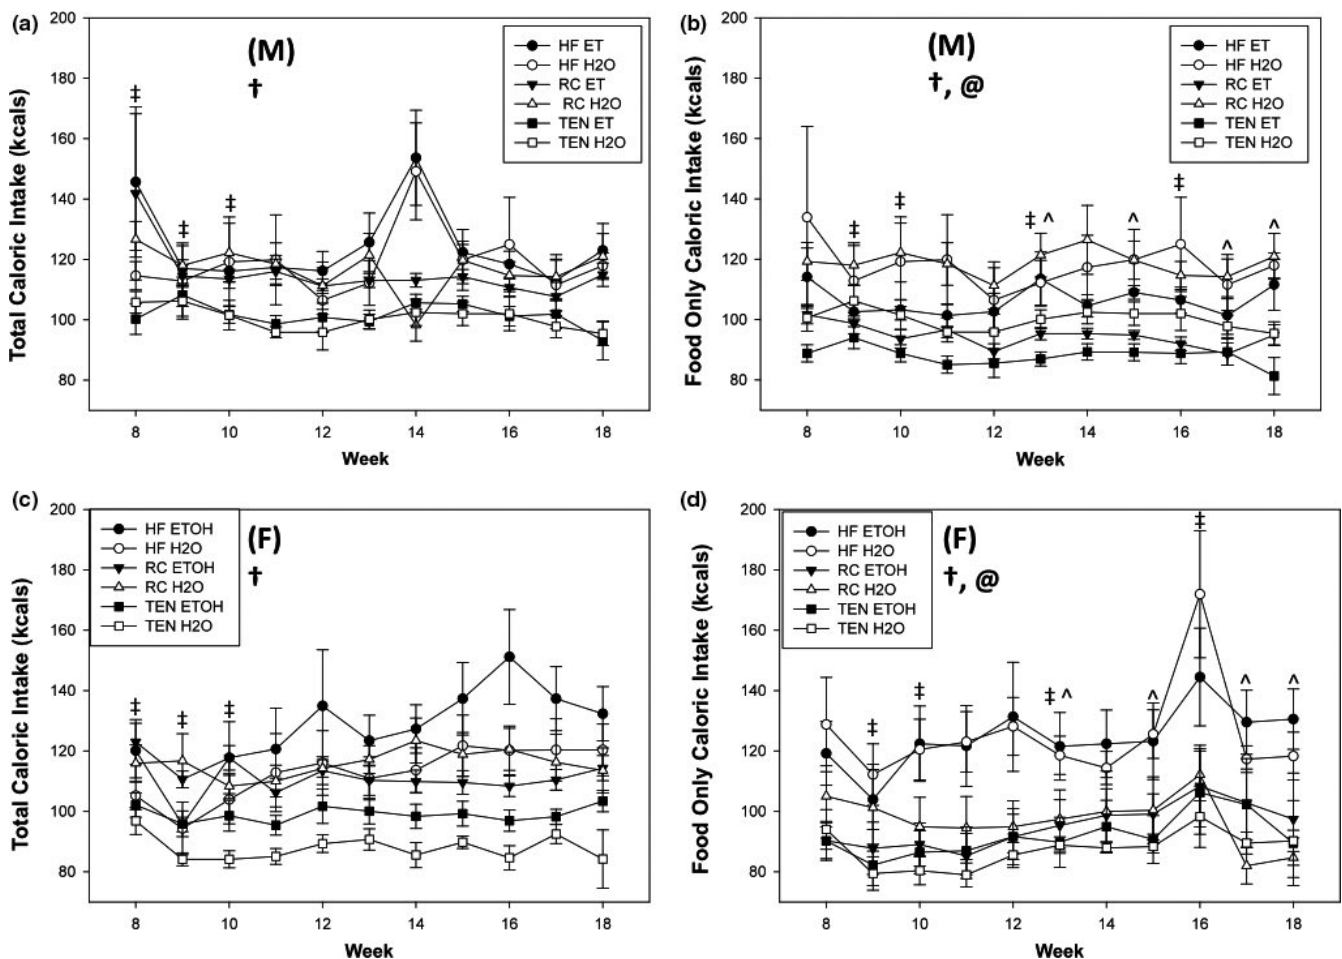 (a)
200
180
160
140
120
100
80
Total Caloric Intake (kcals)
(M)
†
HF ET
HF H2O
RC ET
RC H2O
TEN ET
TEN H2O
‡
‡
‡
8
10
12
14
16
18
Week
(b)
200
180
160
140
120
100
80
Food Only Caloric Intake (kcals)
(M)
†, @
HF ET
HF H2O
RC ET
RC H2O
TEN ET
TEN H2O
‡
‡
‡ ^
^
‡
^
^
8
10
12
14
16
18
Week
(c)
200
180
160
140
120
100
80
Total Caloric Intake (kcals)
HF ETOH
HF H2O
RC ETOH
RC H2O
TEN ETOH
TEN H2O
(F)
†
‡
‡
‡
8
10
12
14
16
18
Week
(d)
200
180
160
140
120
100
80
Food Only Caloric Intake (kcals)
HF ETOH
HF H2O
RC ETOH
RC H2O
TEN ETOH
TEN H2O
(F)
†, @
‡
‡
‡ ^
^
‡
^
^
8
10
12
14
16
18
Week